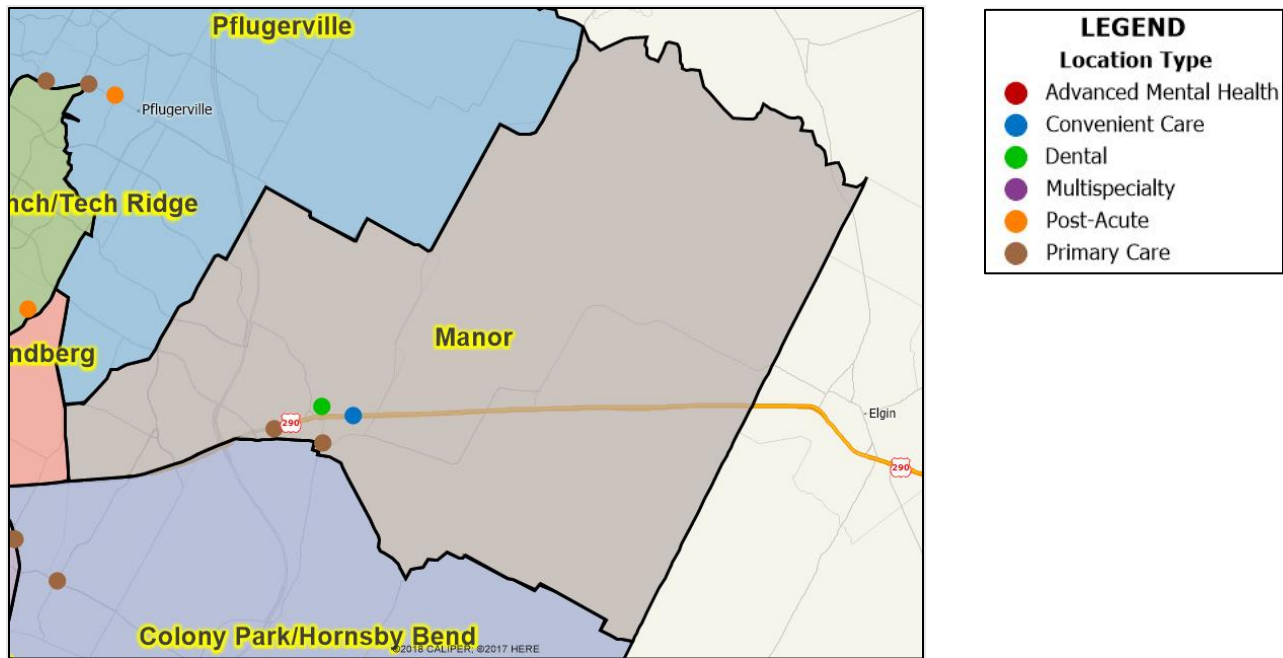 Pflugerville
Pflugerville
nch/Tech Ridge
ndberg
Manor
290
Elgin
290
Colony Park/Hornsby Bend
©2018 CALIPER; ©2017 HERE
LEGEND
Location Type
Advanced Mental Health
Convenient Care
Dental
Multispecialty
Post-Acute
Primary Care